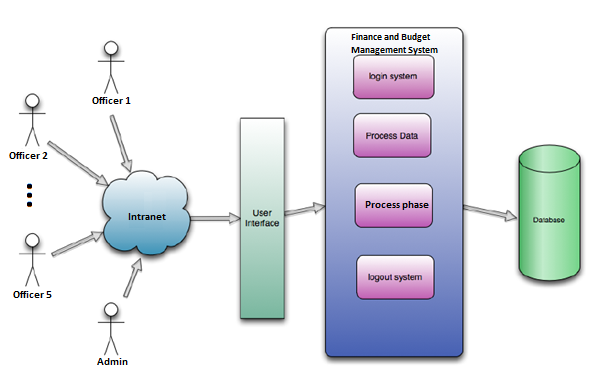 Finance and Budget
Management System
login system
Officer 1
Process Data
Officer 2
Process phase
Intranet
User
Interface
Database
logout system
Officer 5
Admin